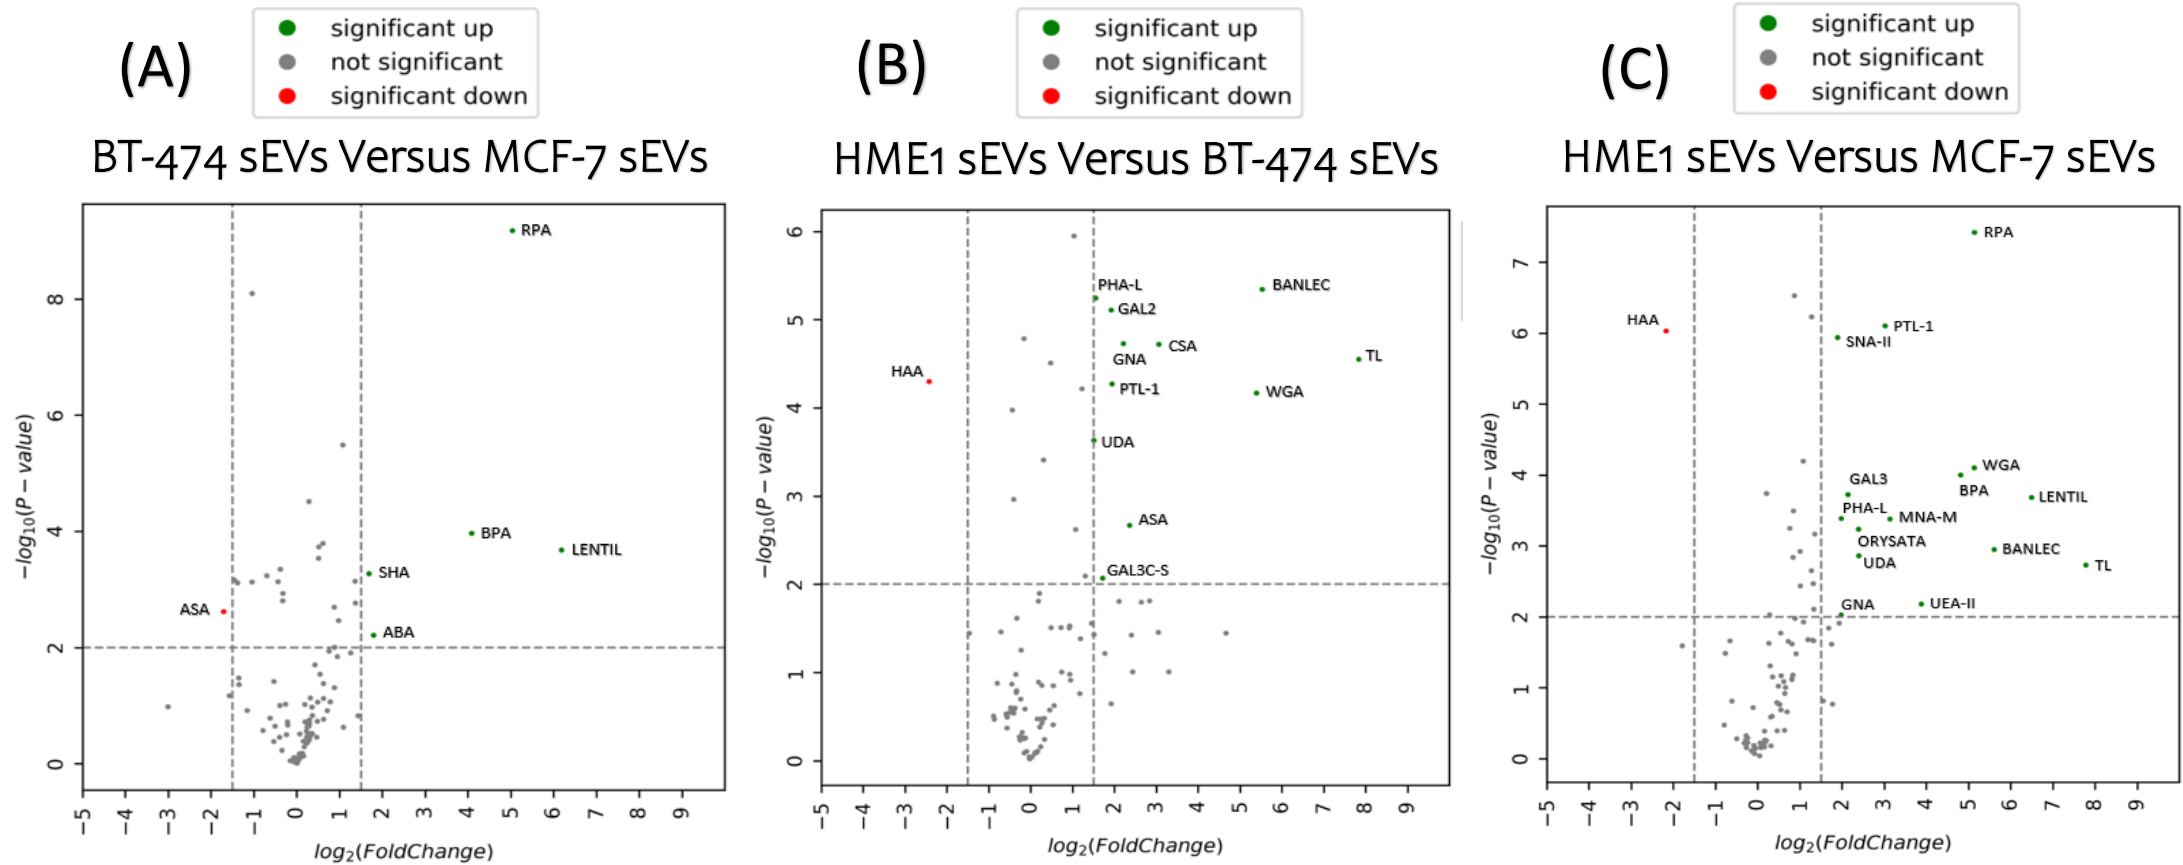 (A)
significant up
not significant
significant down
BT-474 sEVs Versus MCF-7 sEVs
RPA
BPA
LENTIL
SHA
ASA
ABA
8
6
4
2
0
−log10(P − value)
−5 −4 −3 −2 −1 0 1 2 3 4 5 6 7 8 9
log2(FoldChange)
(B)
significant up
not significant
significant down
HME1 sEVs Versus BT-474 sEVs
PHA-L
BANLEC
GAL2
CSA
GNA
TL
HAA
PTL-1
WGA
UDA
ASA
GAL3C-S
6
5
4
3
2
1
0
−log10(P − value)
−5 −4 −3 −2 −1 0 1 2 3 4 5 6 7 8 9
log2(FoldChange)
(C)
significant up
not significant
significant down
HME1 sEVs Versus MCF-7 sEVs
RPA
HAA
PTL-1
SNA-II
WGA
GAL3
BPA
LENTIL
PHA-L
MNA-M
ORYSATA
BANLEC
UDA
TL
GNA
UEA-II
7
6
5
4
3
2
1
0
−log10(P − value)
−5 −4 −3 −2 −1 0 1 2 3 4 5 6 7 8 9
log2(FoldChange)